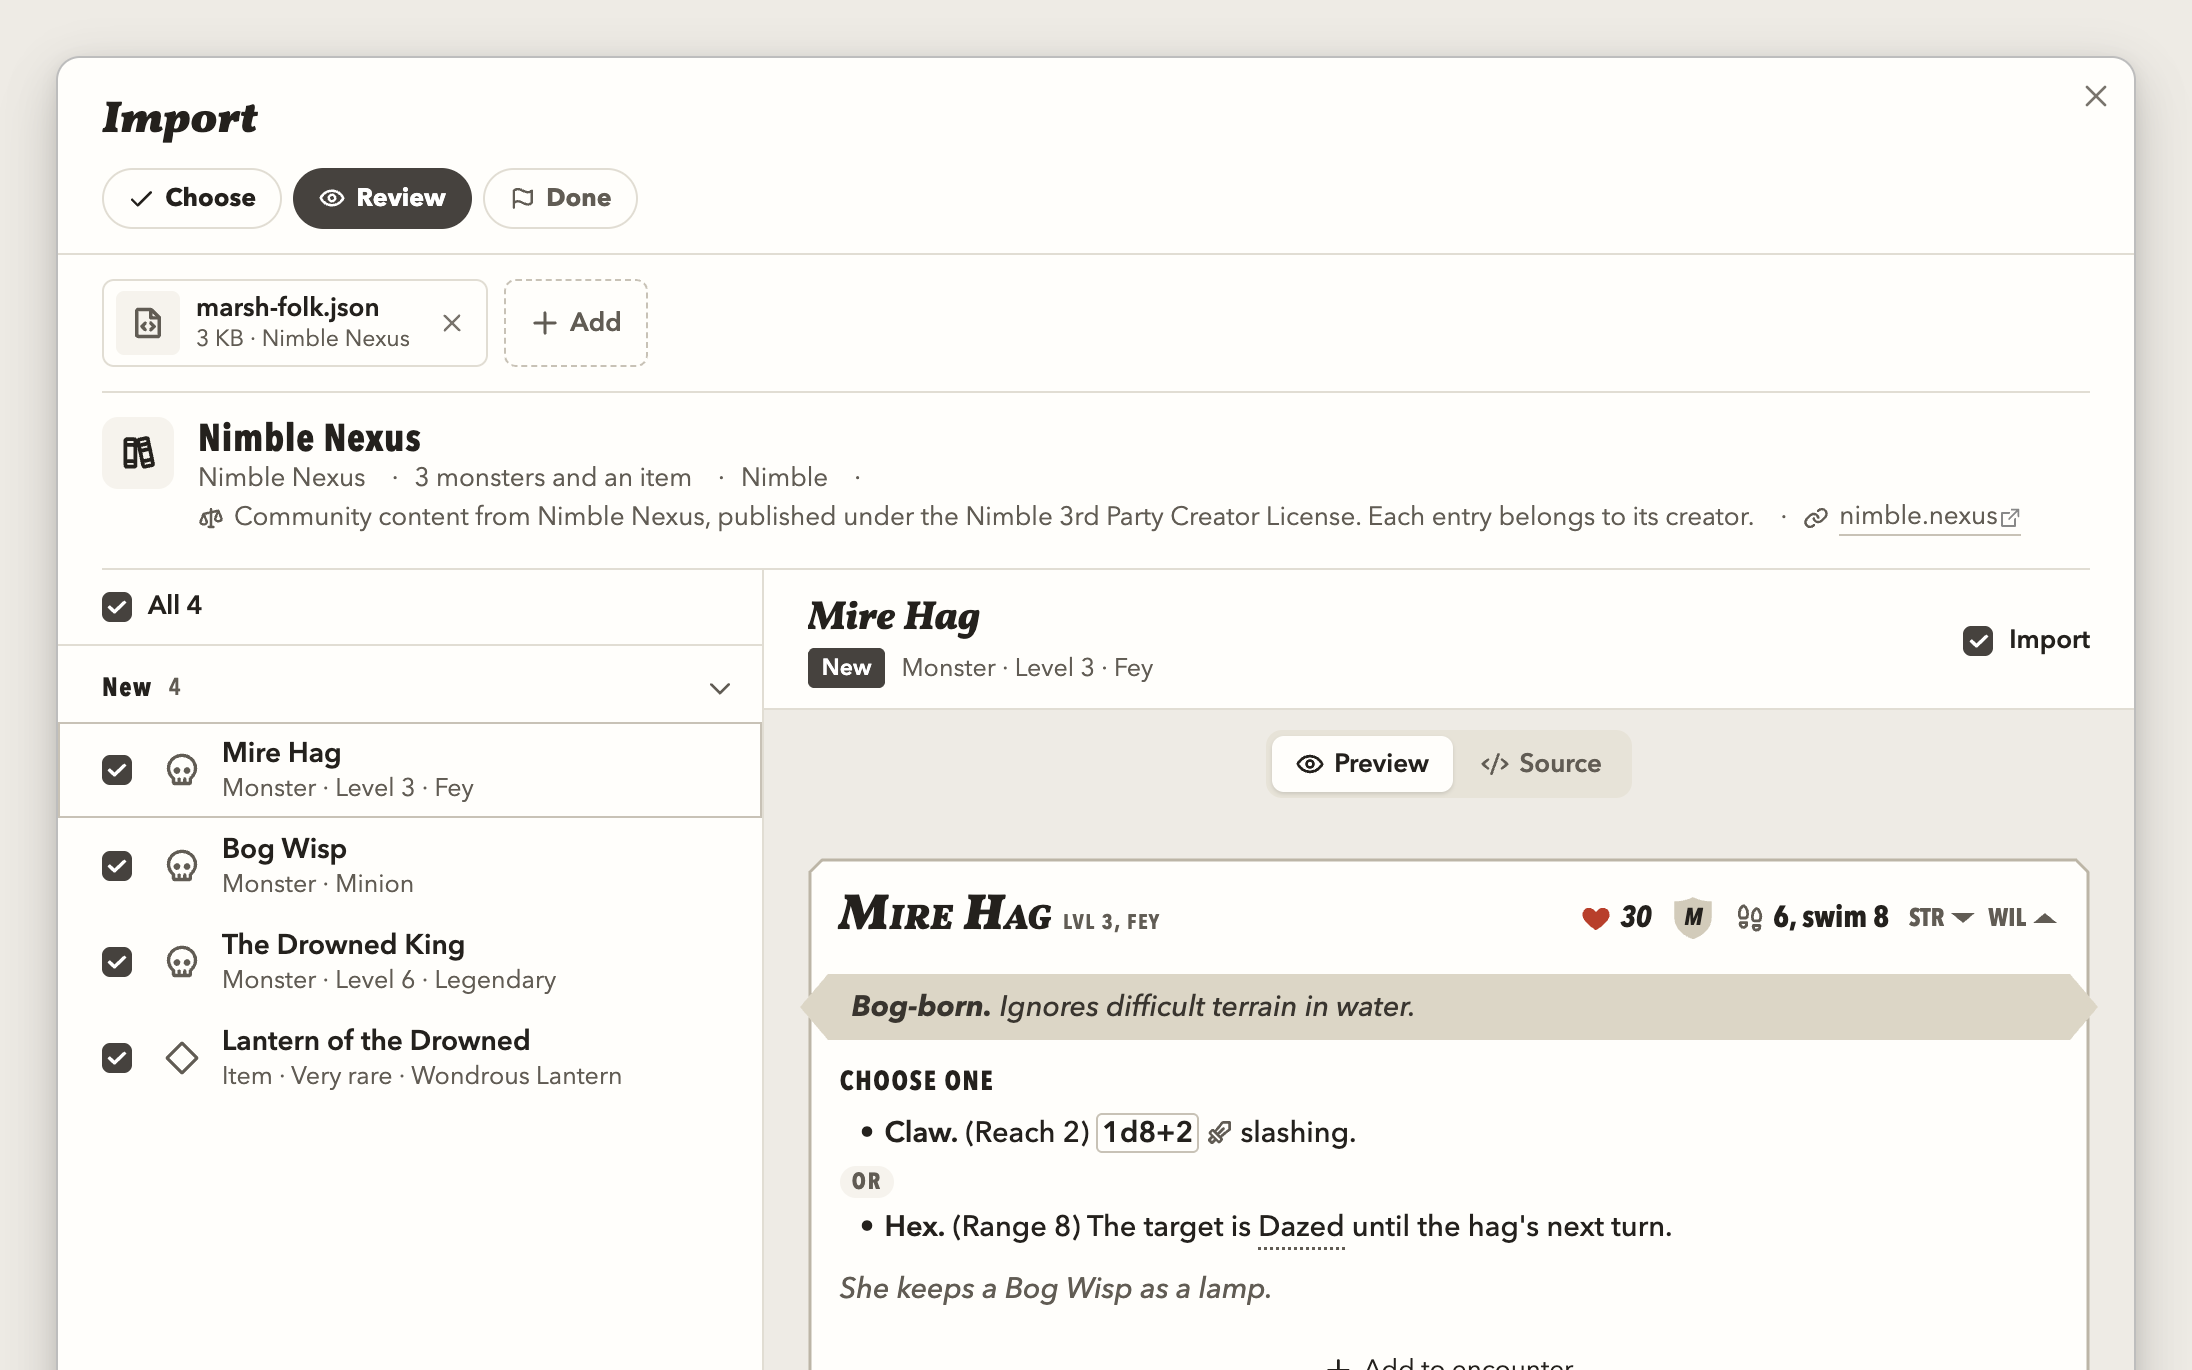 Import
Choose
Review
Done
marsh-folk.json
3 KB · Nimble Nexus
Add
Nimble Nexus
Nimble Nexus · 3 monsters and an item · Nimble ·
Community content from Nimble Nexus, published under the Nimble 3rd Party Creator License. Each entry belongs to its creator. · nimble.nexus
All 4
New 4
Mire Hag
Monster · Level 3 · Fey
Bog Wisp
Monster · Minion
The Drowned King
Monster · Level 6 · Legendary
Lantern of the Drowned
Item · Very rare · Wondrous Lantern
Mire Hag
New Monster · Level 3 · Fey
Import
Preview
Source
MIRE HAG LVL 3, FEY
30 M 6, swim 8 STR WIL
Bog-born. Ignores difficult terrain in water.
CHOOSE ONE
• Claw. (Reach 2) 1d8+2 slashing.
OR
• Hex. (Range 8) The target is Dazed until the hag's next turn.
She keeps a Bog Wisp as a lamp.
Add to encounter